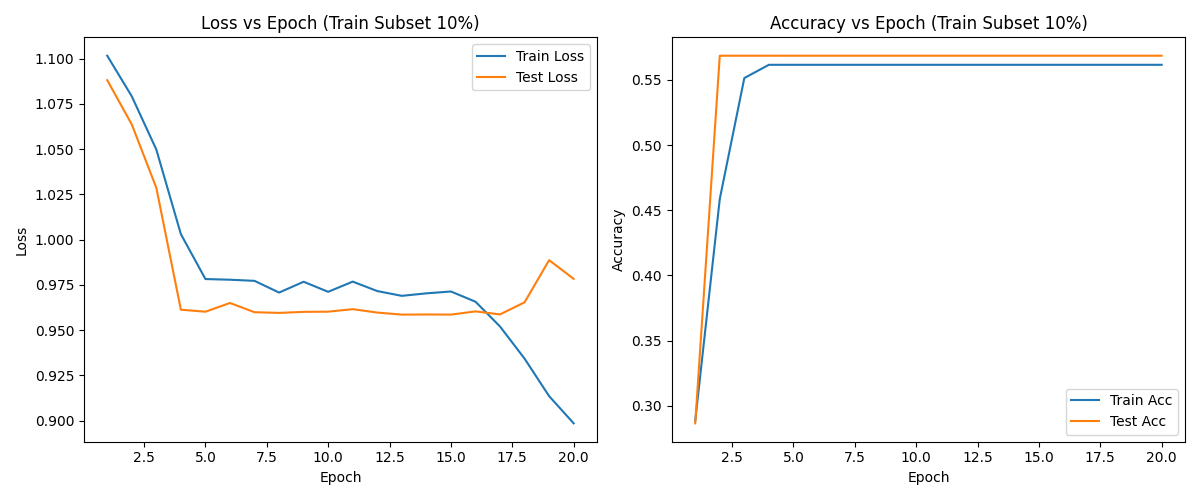 Loss vs Epoch (Train Subset 10%)
Train Loss
Test Loss
1.100
1.075
1.050
1.025
1.000
0.975
0.950
0.925
0.900
Loss
2.5 5.0 7.5 10.0 12.5 15.0 17.5 20.0
Epoch
Accuracy vs Epoch (Train Subset 10%)
0.55
0.50
0.45
0.40
0.35
0.30
Accuracy
Train Acc
Test Acc
2.5 5.0 7.5 10.0 12.5 15.0 17.5 20.0
Epoch